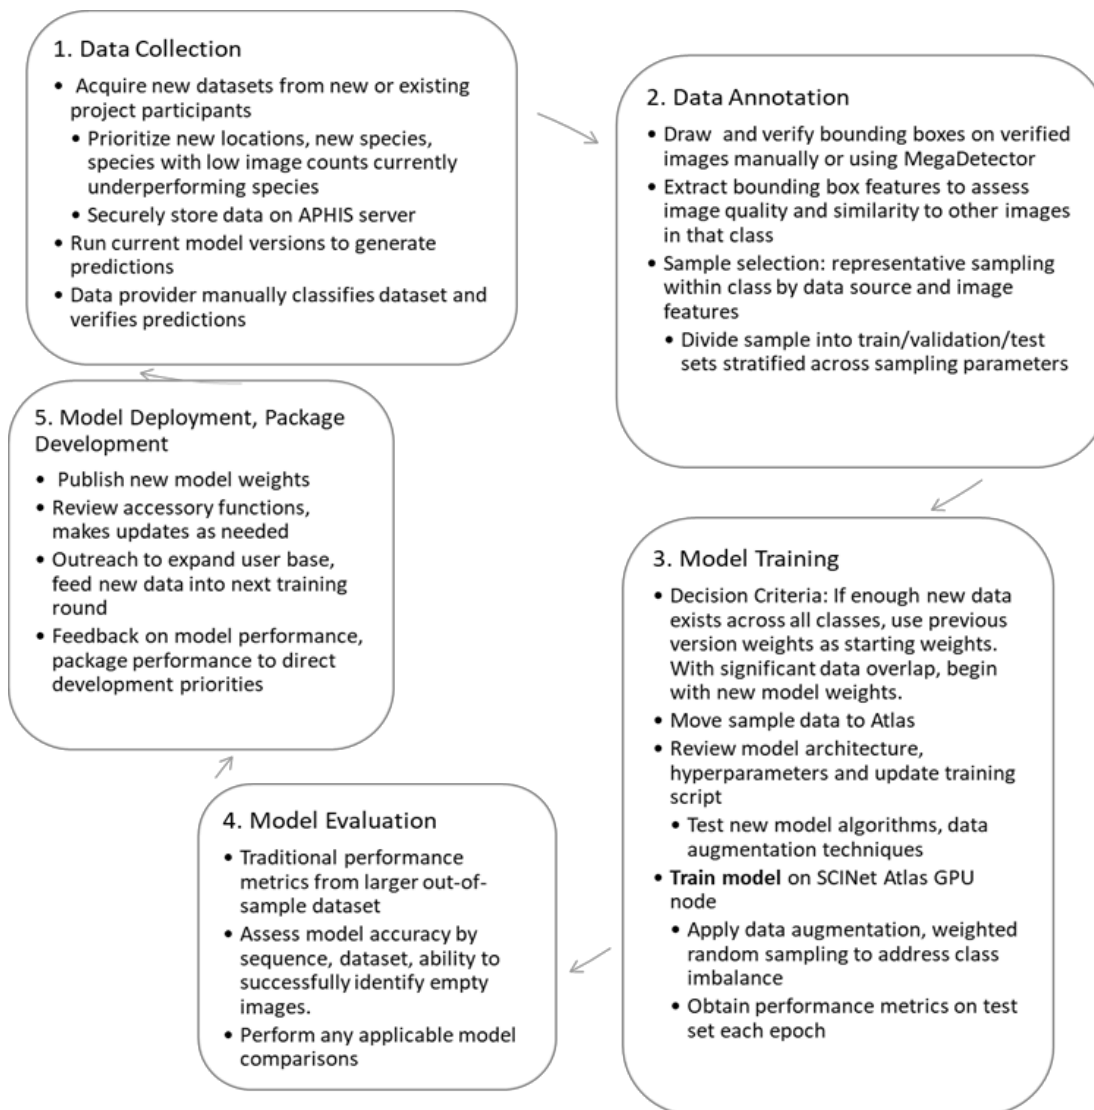 1. Data Collection
• Acquire new datasets from new or existing
project participants
• Prioritize new locations, new species,
species with low image counts currently
underperforming species
• Securely store data on APHIS server
• Run current model versions to generate
predictions
• Data provider manually classifies dataset and
verifies predictions
2. Data Annotation
• Draw and verify bounding boxes on verified
images manually or using MegaDetector
• Extract bounding box features to assess
image quality and similarity to other images
in that class
• Sample selection: representative sampling
within class by data source and image
features
• Divide sample into train/validation/test
sets stratified across sampling parameters
3. Model Training
• Decision Criteria: If enough new data
exists across all classes, use previous
version weights as starting weights.
With significant data overlap, begin
with new model weights.
• Move sample data to Atlas
• Review model architecture,
hyperparameters and update training
script
• Test new model algorithms, data
augmentation techniques
• Train model on SCINet Atlas GPU
node
• Apply data augmentation, weighted
random sampling to address class
imbalance
• Obtain performance metrics on test
set each epoch
4. Model Evaluation
• Traditional performance
metrics from larger out-of-
sample dataset
• Assess model accuracy by
sequence, dataset, ability to
successfully identify empty
images.
• Perform any applicable model
comparisons
5. Model Deployment, Package
Development
• Publish new model weights
• Review accessory functions,
makes updates as needed
• Outreach to expand user base,
feed new data into next training
round
• Feedback on model performance,
package performance to direct
development priorities